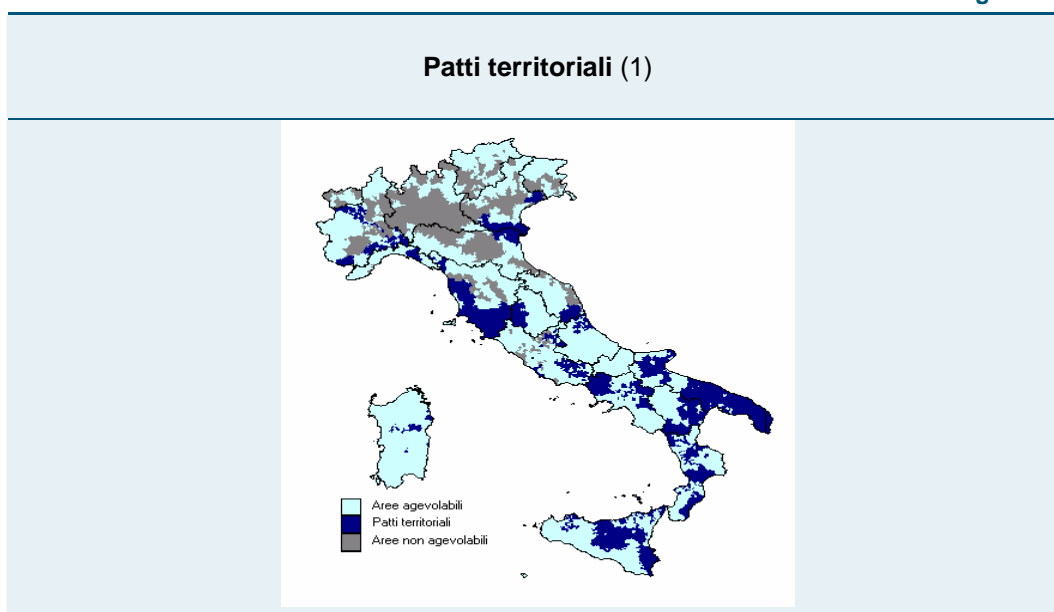 Patti territoriali (1)
Aree agevolabili
Patti territoriali
Aree non agevolabili